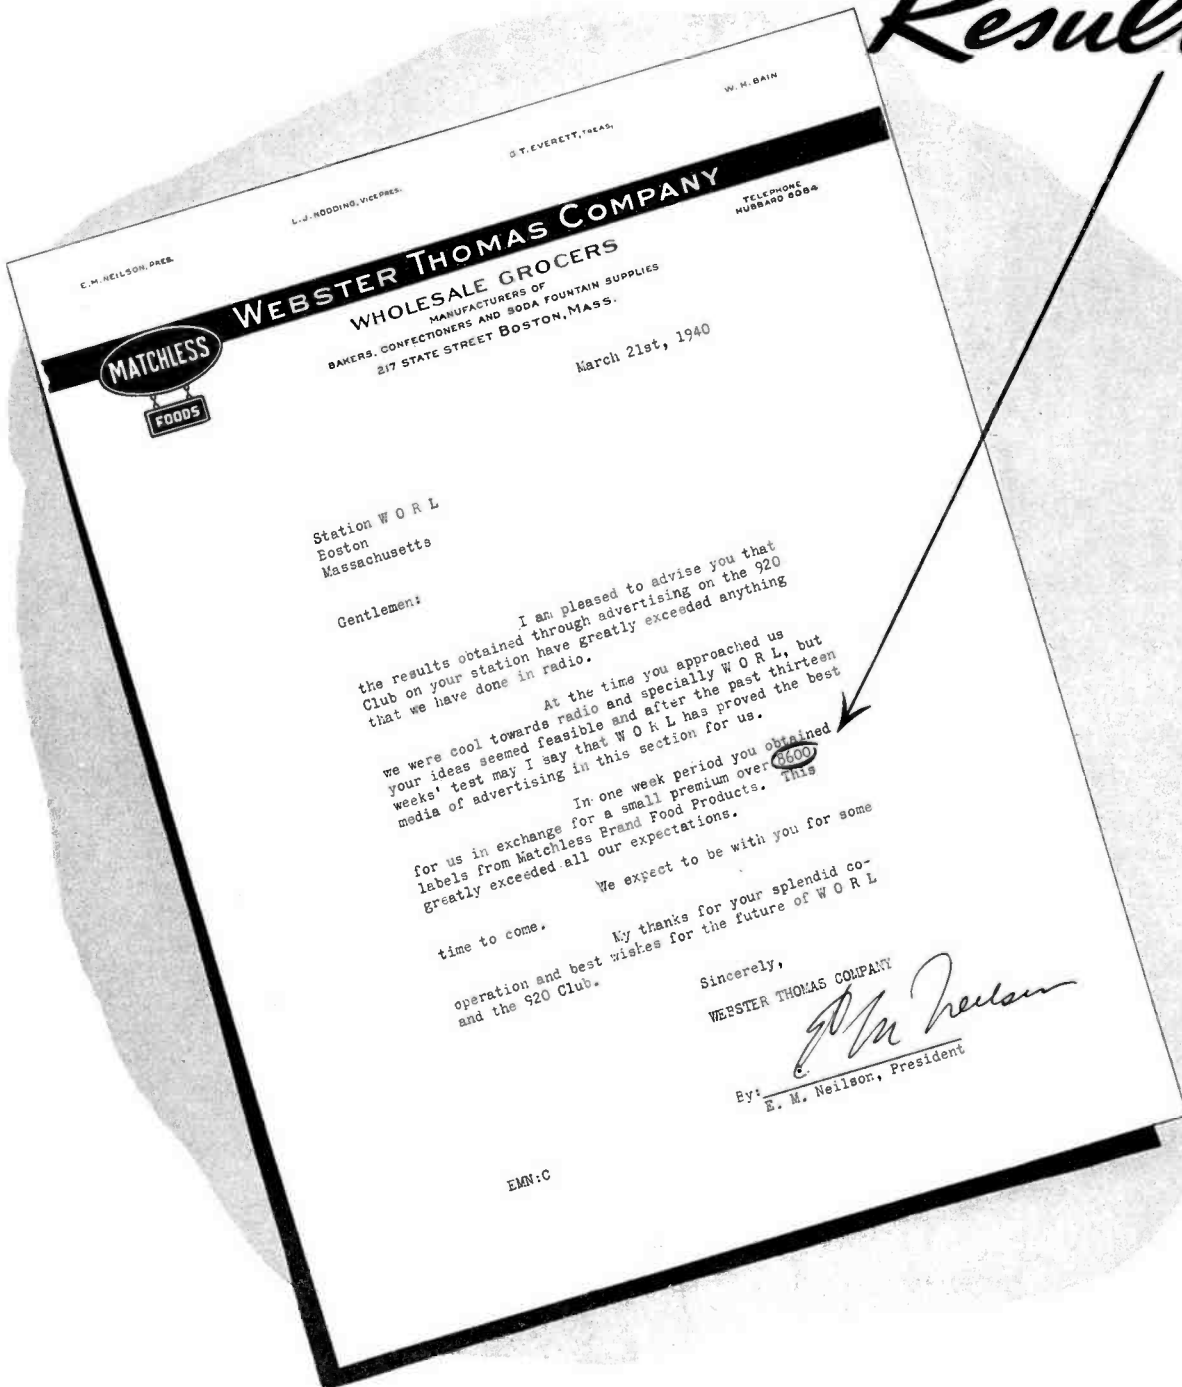 Resul
W. H. BAIN
G. T. EVERETT, TREAS.
L. J. NODDING, VICE PRES.
E. M. NEILSON, PRES.
WEBSTER THOMAS COMPANY
TELEPHONE
HUBBARD 6084
WHOLESALE GROCERS
MANUFACTURERS OF
BAKERS, CONFECTIONERS AND SODA FOUNTAIN SUPPLIES
217 STATE STREET BOSTON, MASS.
MATCHLESS
FOODS
March 21st, 1940
Station W O R L
Boston
Massachusetts
Gentlemen:
I am pleased to advise you that
the results obtained through advertising on the 920
Club on your station have greatly exceeded anything
that we have done in radio.
At the time you approached us
we were cool towards radio and specially W O R L, but
your ideas seemed feasible and after the past thirteen
weeks' test may I say that W O R L has proved the best
media of advertising in this section for us.
In one week period you obtained
for us in exchange for a small premium over 8600
labels from Matchless Brand Food Products. This
greatly exceeded all our expectations.
We expect to be with you for some
time to come.
My thanks for your splendid co-
operation and best wishes for the future of W O R L
and the 920 Club.
Sincerely,
WEBSTER THOMAS COMPANY
E M Neilson
By:
E. M. Neilson, President
EMN:C